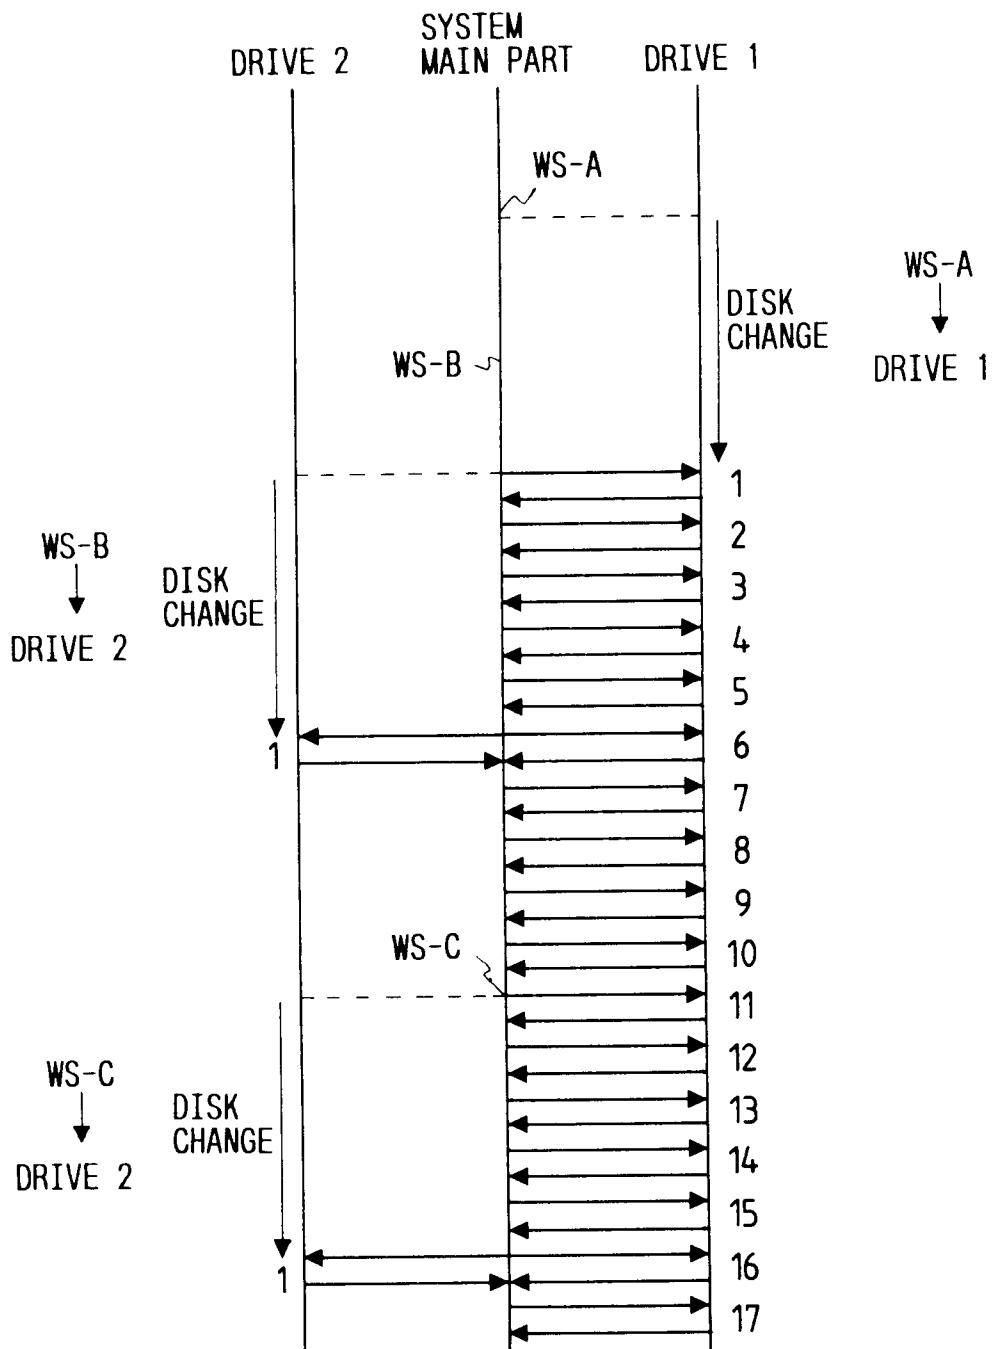 SYSTEM
DRIVE 2 MAIN PART DRIVE 1
WS-A
WS-A
DISK
CHANGE
WS-B
DRIVE 1
1
2
WS-B
DISK
CHANGE
3
4
DRIVE 2
5
6
1
7
8
9
WS-C
10
11
12
WS-C
DISK
CHANGE
13
14
DRIVE 2
15
16
1
17